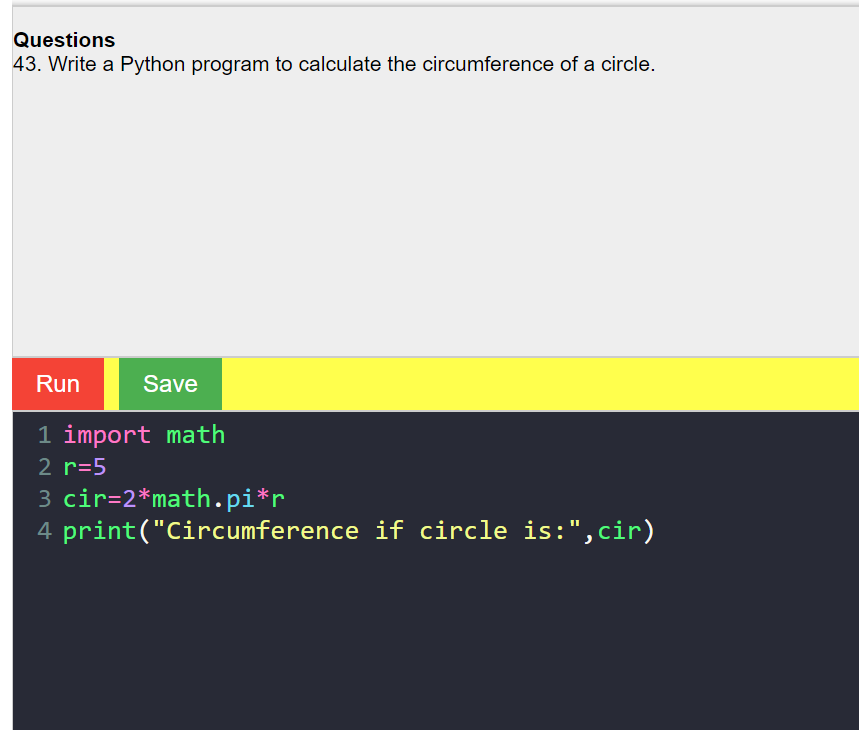 Questions
43. Write a Python program to calculate the circumference of a circle.
Run Save
1 import math
2 r=5
3 cir=2*math.pi*r
4 print("Circumference if circle is:",cir)